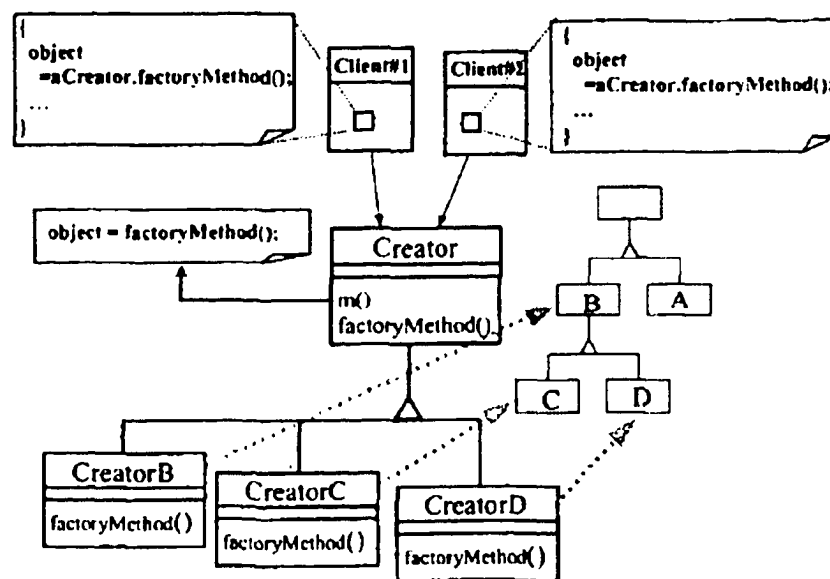 {
object
=aCreator.factoryMethod();
...
}
Client#1
Client#2
{
object
=aCreator.factoryMethod();
...
}
object = factoryMethod();
Creator
m()
factoryMethod()
B
A
C
D
CreatorB
factoryMethod()
CreatorC
factoryMethod()
CreatorD
factoryMethod()